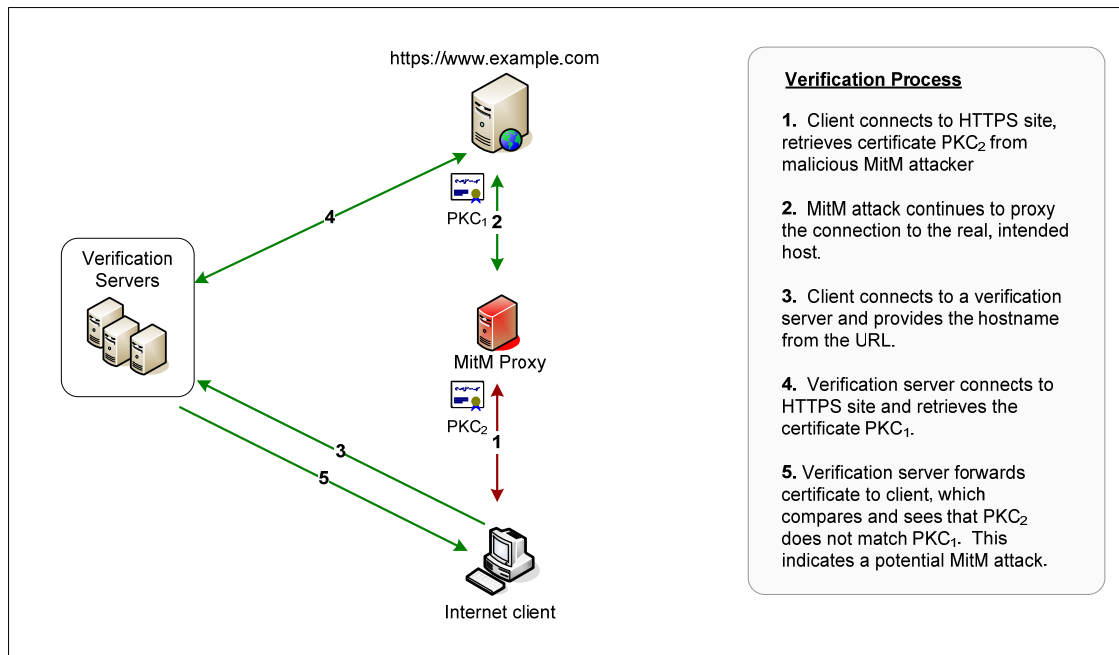 https://www.example.com
PKC₁
2
4
Verification
Servers
MitM Proxy
PKC₂
1
3
5
Internet client
Verification Process
1. Client connects to HTTPS site,
retrieves certificate PKC₂ from
malicious MitM attacker
2. MitM attack continues to proxy
the connection to the real, intended
host.
3. Client connects to a verification
server and provides the hostname
from the URL.
4. Verification server connects to
HTTPS site and retrieves the
certificate PKC₁.
5. Verification server forwards
certificate to client, which
compares and sees that PKC₂
does not match PKC₁. This
indicates a potential MitM attack.